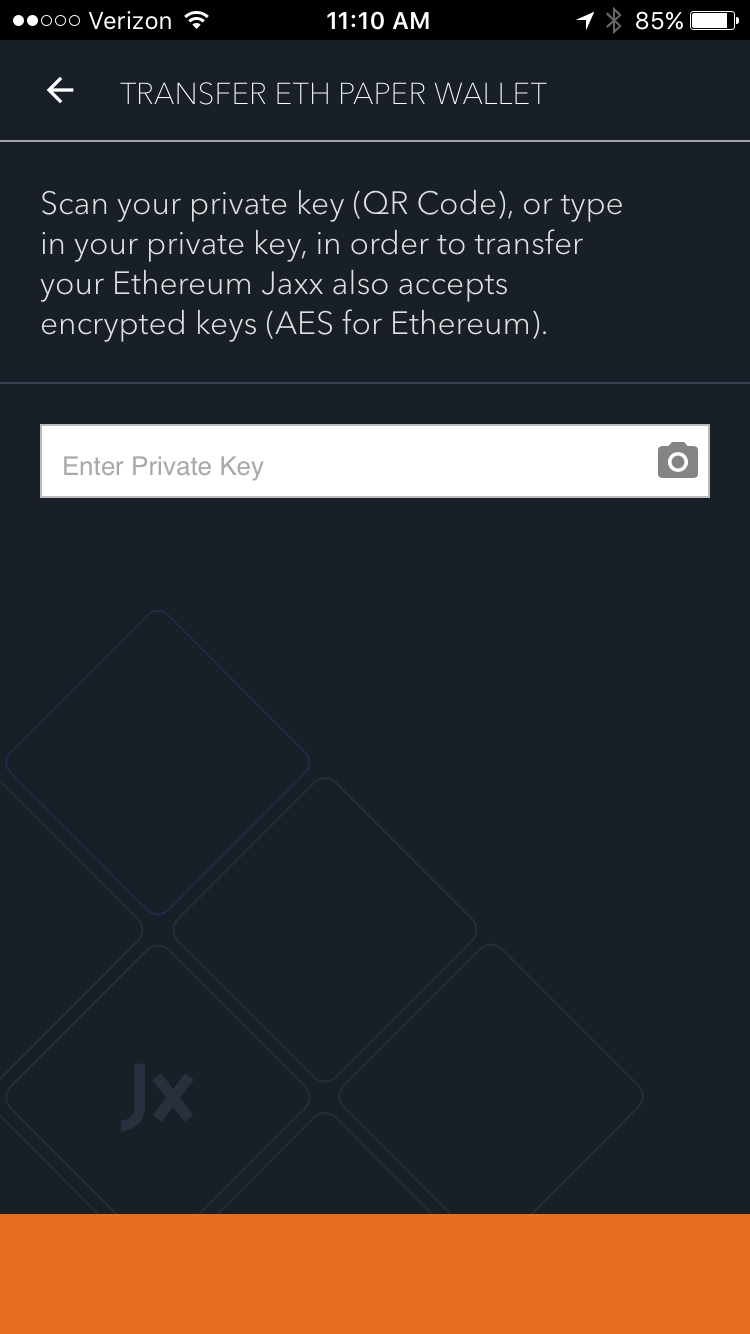 Verizon 11:10 AM 85%
TRANSFER ETH PAPER WALLET
Scan your private key (QR Code), or type
in your private key, in order to transfer
your Ethereum Jaxx also accepts
encrypted keys (AES for Ethereum).
Enter Private Key
Jx